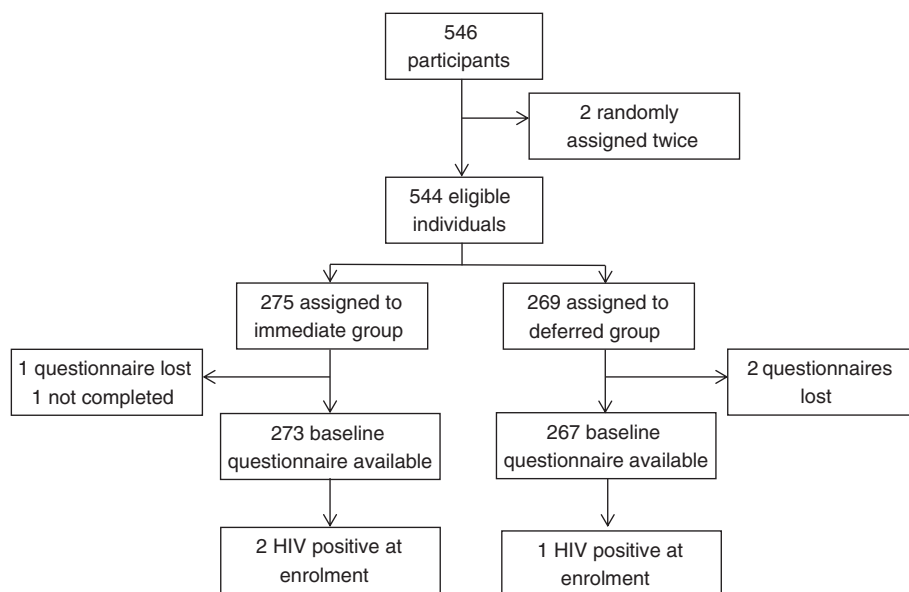 546
participants
2 randomly
assigned twice
544 eligible
individuals
275 assigned to
immediate group
269 assigned to
deferred group
1 questionnaire lost
1 not completed
2 questionnaires
lost
273 baseline
questionnaire available
267 baseline
questionnaire available
2 HIV positive at
enrolment
1 HIV positive at
enrolment